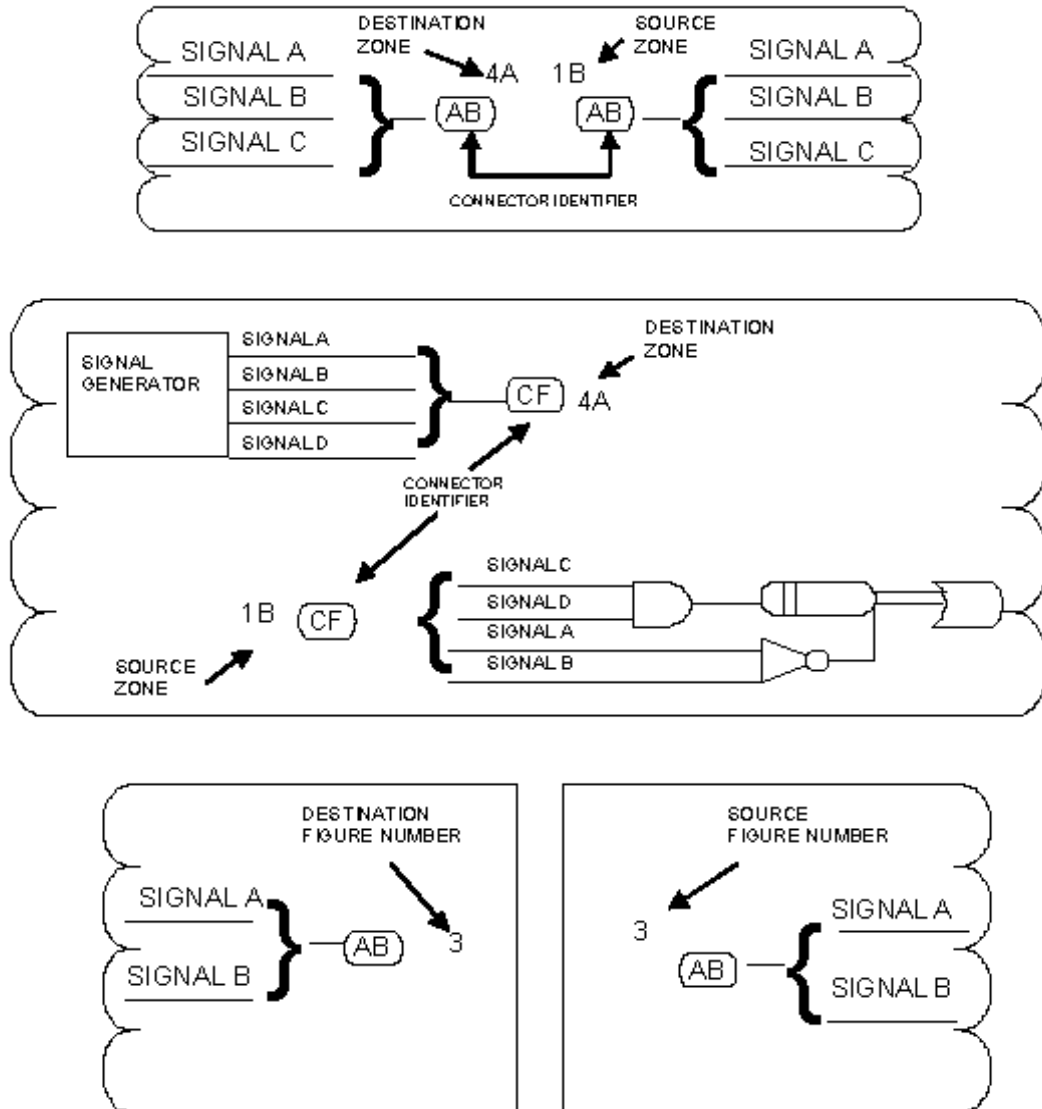 DESTINATION
ZONE
SOURCE
ZONE
SIGNAL A
SIGNAL B
SIGNAL C
4A
1B
AB
AB
SIGNAL A
SIGNAL B
SIGNAL C
CONNECTOR IDENTIFIER
SIGNAL
GENERATOR
SIGNAL A
SIGNAL B
SIGNAL C
SIGNAL D
CF
4A
DESTINATION
ZONE
CONNECTOR
IDENTIFIER
1B
CF
SOURCE
ZONE
SIGNAL C
SIGNAL D
SIGNAL A
SIGNAL B
DESTINATION
FIGURE NUMBER
SIGNAL A
SIGNAL B
AB
3
SOURCE
FIGURE NUMBER
3
AB
SIGNAL A
SIGNAL B